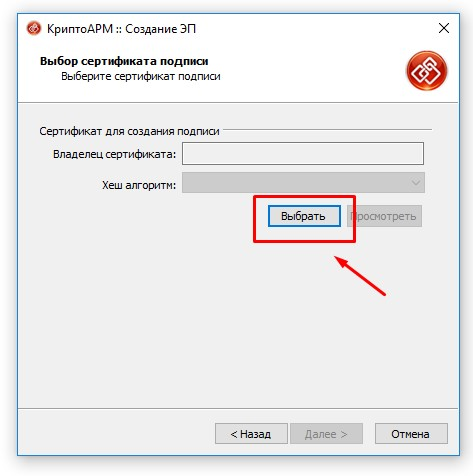 КриптоАРМ :: Создание ЭП
Выбор сертификата подписи
Выберите сертификат подписи
Сертификат для создания подписи
Владелец сертификата:
Хеш алгоритм:
Выбрать Просмотреть
< Назад Далее > Отмена